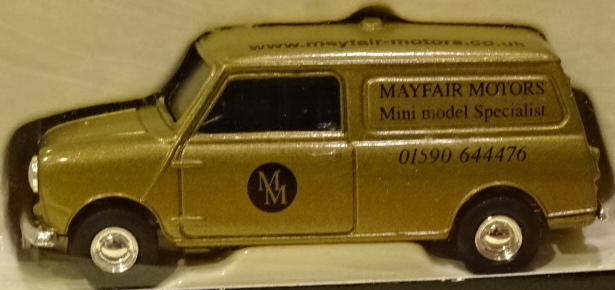 www.mayfair-motors.co.uk
MAYFAIR MOTORS
Mini model Specialist
01590 644476
MM